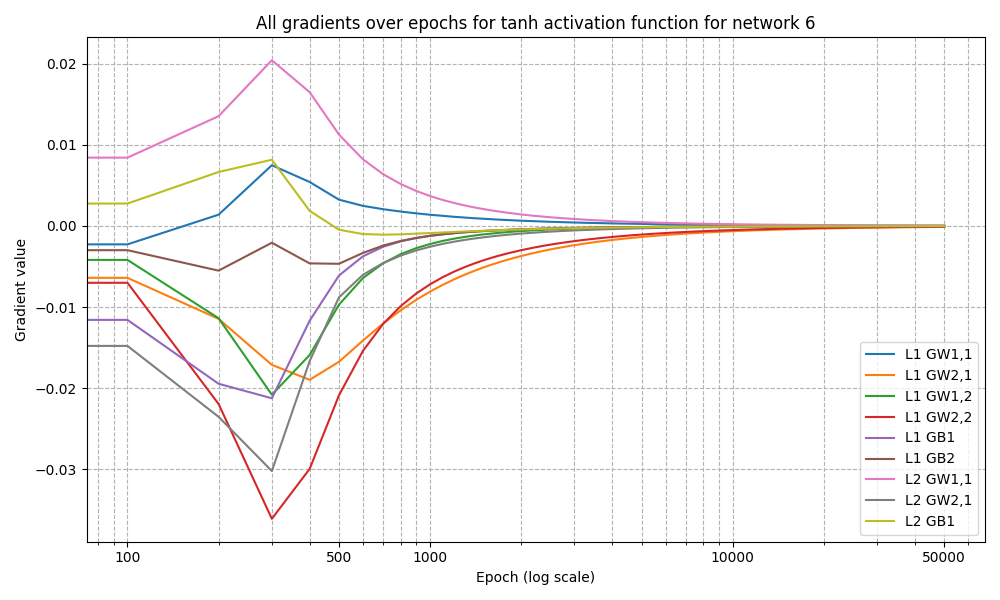 All gradients over epochs for tanh activation function for network 6
Gradient value
0.02
0.01
0.00
−0.01
−0.02
−0.03
100
500
1000
10000
50000
Epoch (log scale)
L1 GW1,1
L1 GW2,1
L1 GW1,2
L1 GW2,2
L1 GB1
L1 GB2
L2 GW1,1
L2 GW2,1
L2 GB1